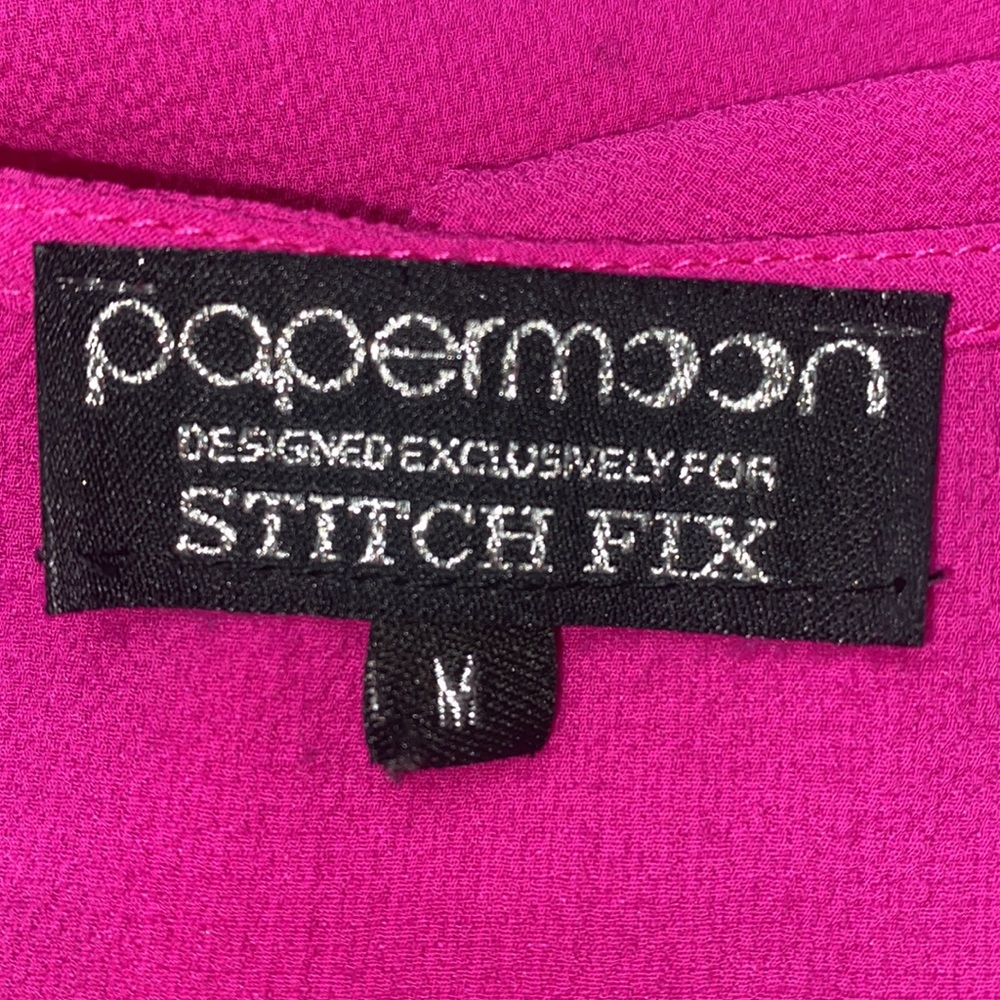 papermoon
DESIGNED EXCLUSIVELY FOR
STITCH FIX
M